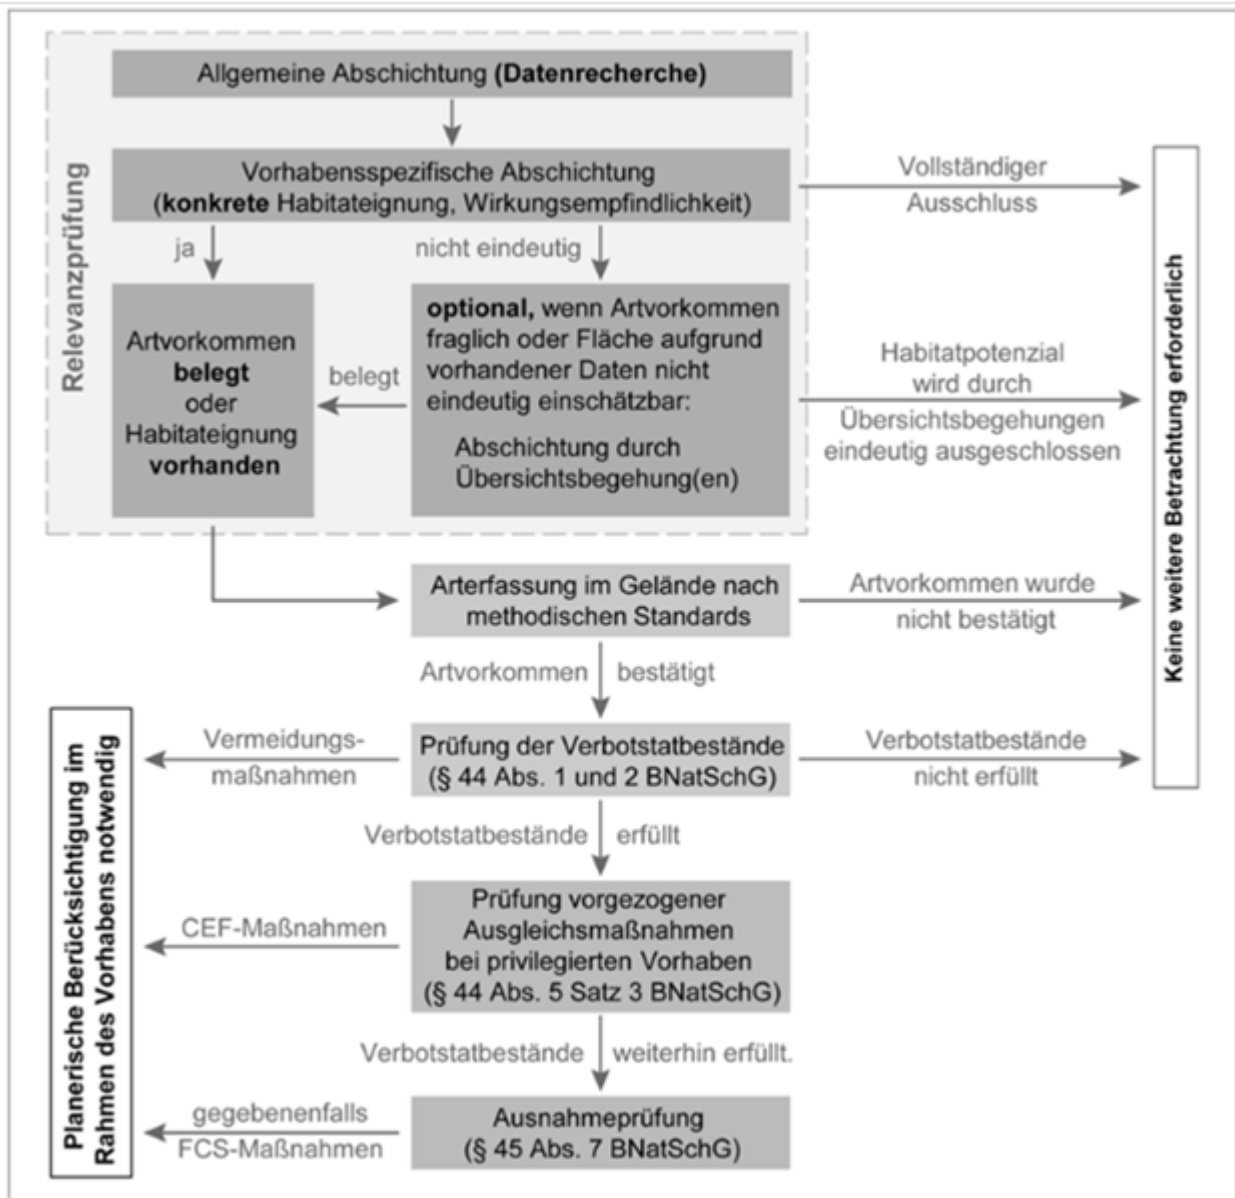 Allgemeine Abschichtung (Datenrecherche)
Relevanzprüfung
Vorhabensspezifische Abschichtung
(konkrete Habitateignung, Wirkungsempfindlichkeit)
Vollständiger
Ausschluss
ja
nicht eindeutig
Artvorkommen
belegt
oder
Habitateignung
vorhanden
belegt
optional, wenn Artvorkommen
fraglich oder Fläche aufgrund
vorhandener Daten nicht
eindeutig einschätzbar:
Abschichtung durch
Übersichtsbegehung(en)
Habitatpotenzial
wird durch
Übersichtsbegehungen
eindeutig ausgeschlossen
Keine weitere Betrachtung erforderlich
Arterfassung im Gelände nach
methodischen Standards
Artvorkommen wurde
nicht bestätigt
Artvorkommen bestätigt
Planerische Berücksichtigung im
Rahmen des Vorhabens notwendig
Vermeidungs-
maßnahmen
Prüfung der Verbotstatbestände
(§ 44 Abs. 1 und 2 BNatSchG)
Verbotstatbestände
nicht erfüllt
Verbotstatbestände erfüllt
CEF-Maßnahmen
Prüfung vorgezogener
Ausgleichsmaßnahmen
bei privilegierten Vorhaben
(§ 44 Abs. 5 Satz 3 BNatSchG)
Verbotstatbestände weiterhin erfüllt.
gegebenenfalls
FCS-Maßnahmen
Ausnahmeprüfung
(§ 45 Abs. 7 BNatSchG)